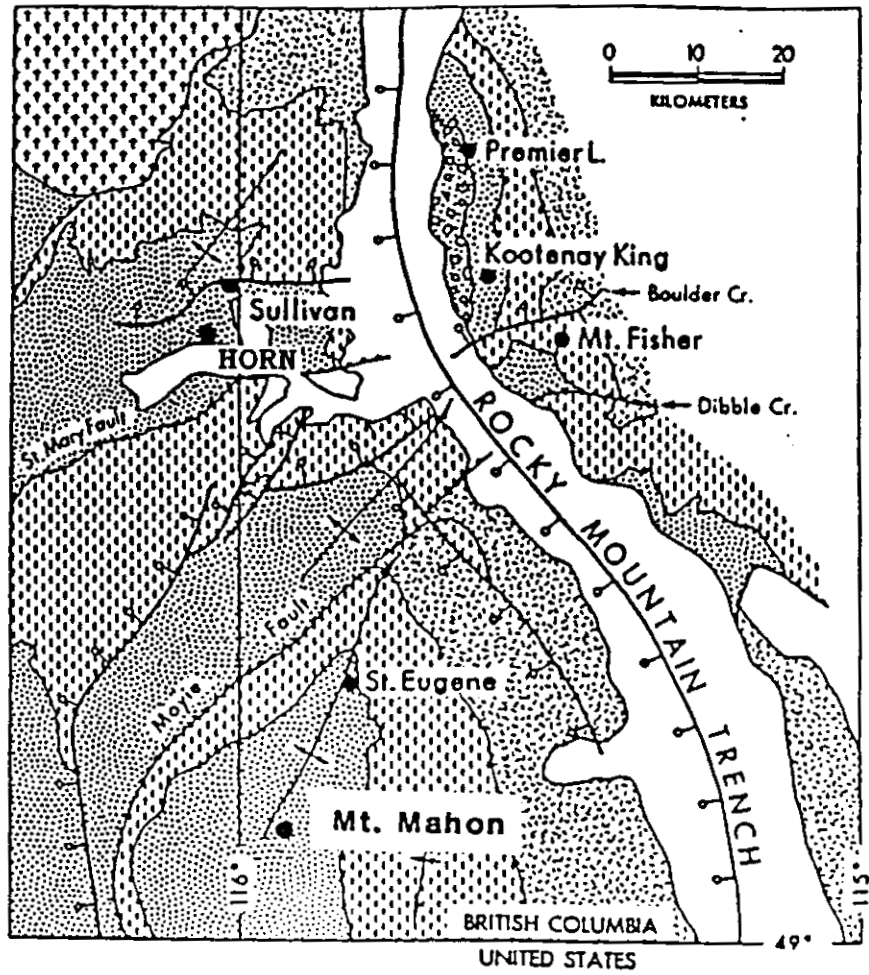 0 10 20
KILOMETERS
Premier L.
Kootenay King
Boulder Cr.
Sullivan
Mt. Fisher
HORN
Dibble Cr.
St. Mary Fault
ROCKY MOUNTAIN TRENCH
Moyie Fault
St. Eugene
Mt. Mahon
116°
115°
BRITISH COLUMBIA
49°
UNITED STATES